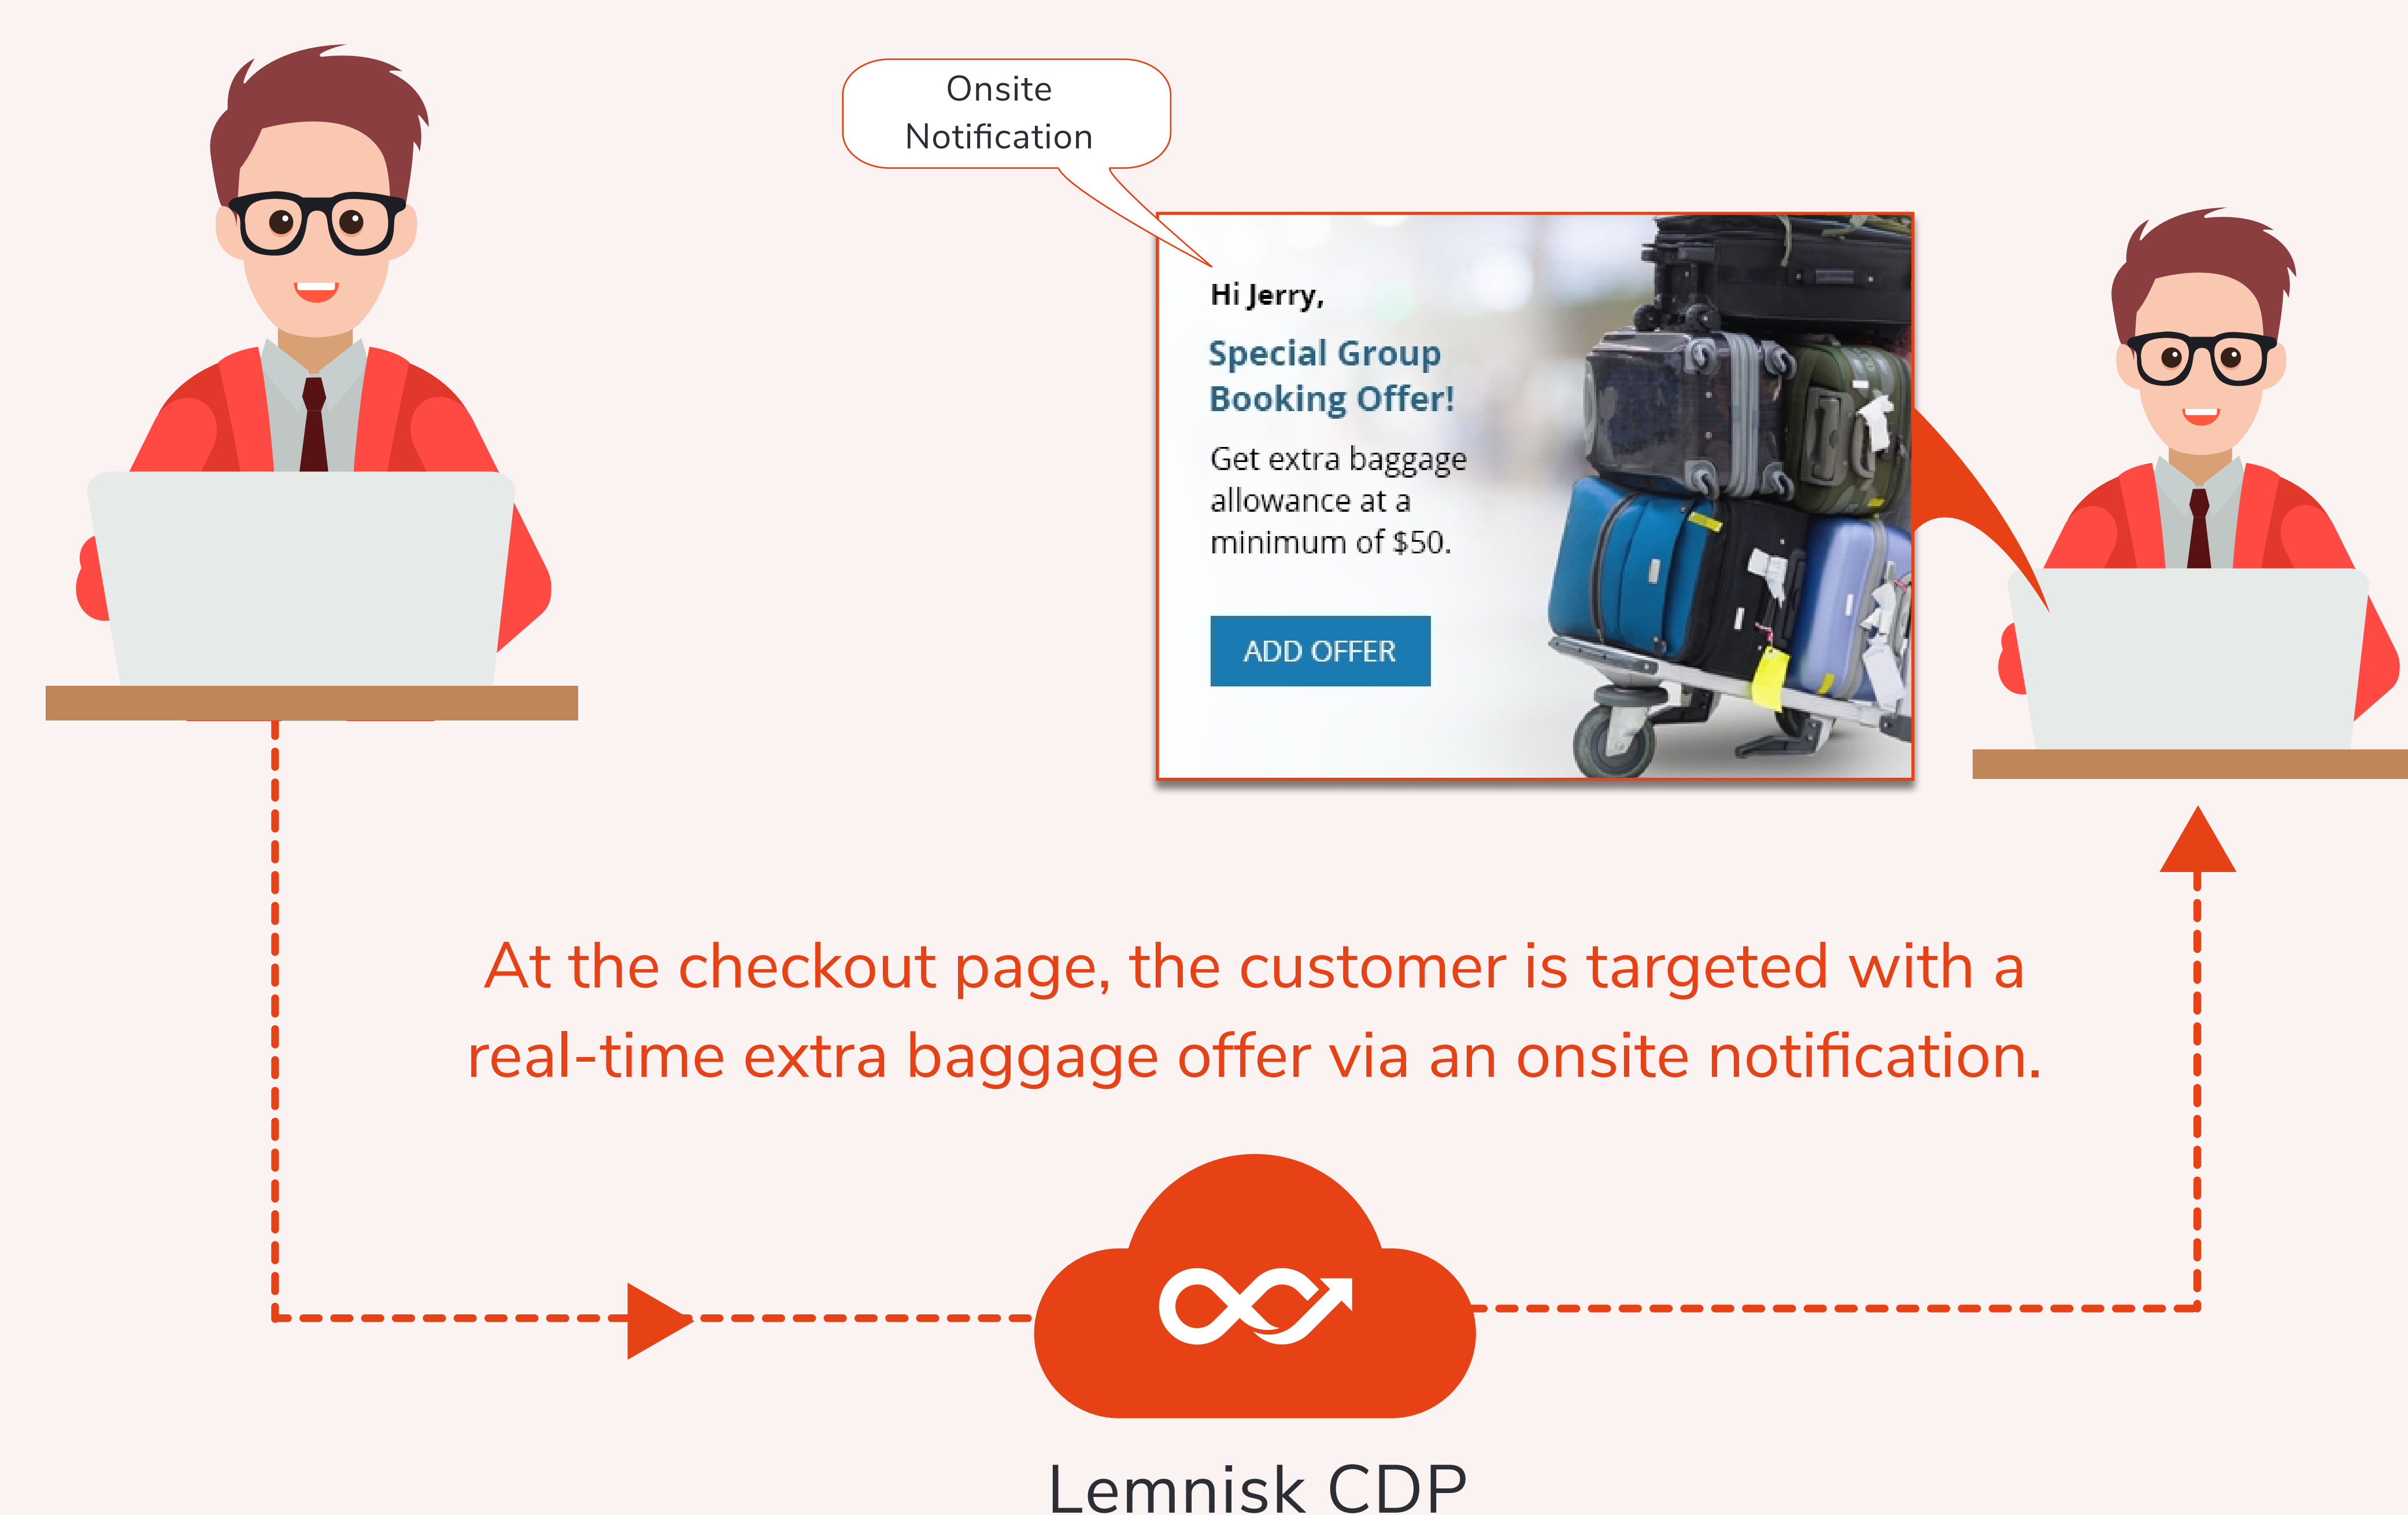 Onsite
Notification
Hi Jerry,
Special Group
Booking Offer!
Get extra baggage
allowance at a
minimum of $50.
ADD OFFER
At the checkout page, the customer is targeted with a
real-time extra baggage offer via an onsite notification.
Lemnisk CDP